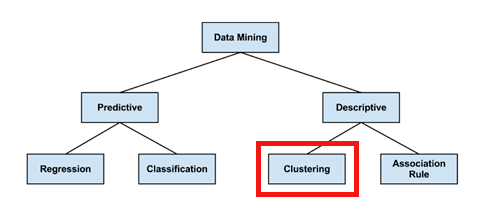 Data Mining
Predictive
Descriptive
Regression
Classification
Clustering
Association
Rule